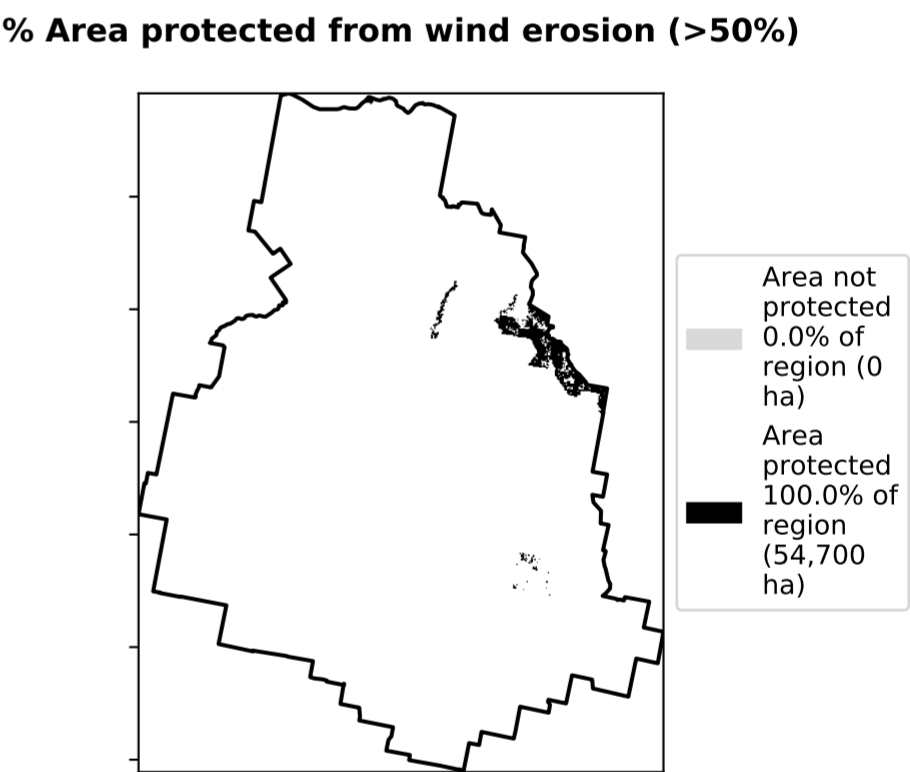 % Area protected from wind erosion (>50%)
Area not
protected
0.0% of
region (0
ha)
Area
protected
100.0% of
region
(54,700
ha)